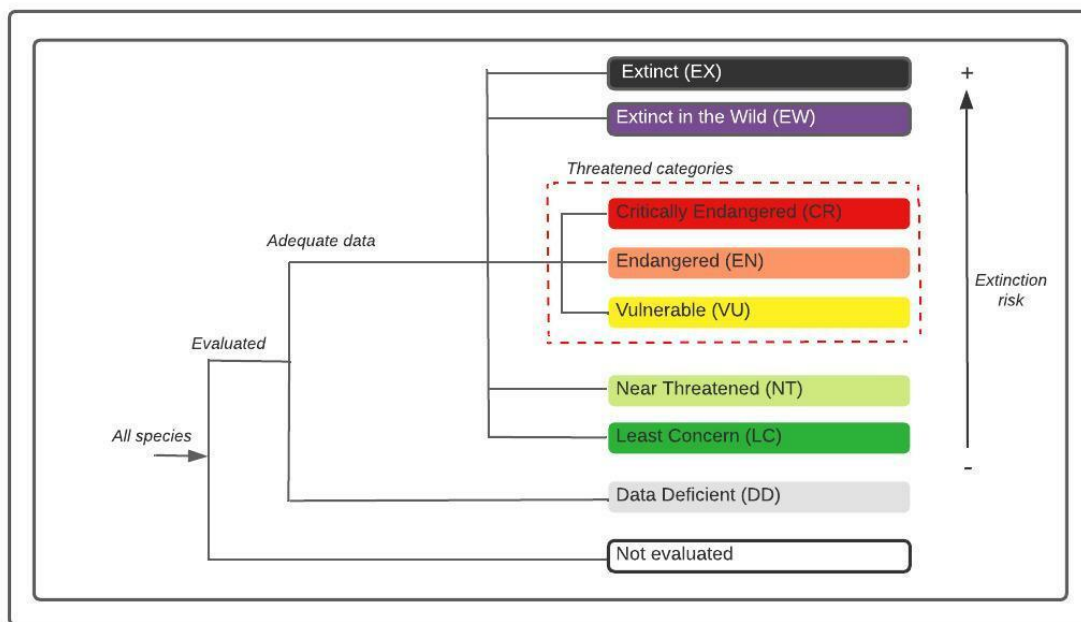 Extinct (EX)
+
Extinct in the Wild (EW)
Threatened categories
Critically Endangered (CR)
Adequate data
Endangered (EN)
Extinction
risk
Vulnerable (VU)
Evaluated
Near Threatened (NT)
All species
Least Concern (LC)
-
Data Deficient (DD)
Not evaluated